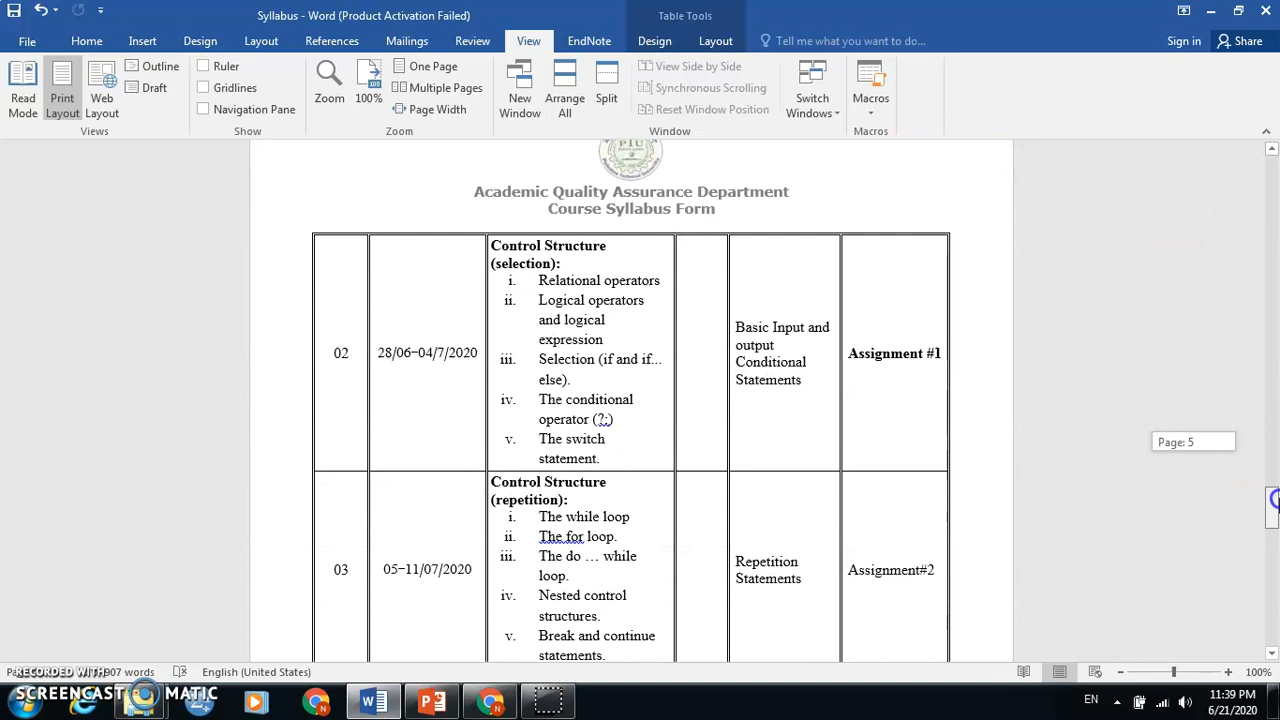 Syllabus - Word (Product Activation Failed)
Table Tools
File Home Insert Design Layout References Mailings Review View EndNote Design Layout Tell me what you want to do... Sign in Share
Read Mode
Print Layout
Web Layout
Outline
Draft
Views
Ruler
Gridlines
Navigation Pane
Show
Zoom
100%
One Page
Multiple Pages
Page Width
Zoom
New Window
Arrange All
Split
View Side by Side
Synchronous Scrolling
Reset Window Position
Window
Switch Windows
Macros
Macros
PTU
Academic Quality Assurance Department
Course Syllabus Form
02
28/06-04/7/2020
Control Structure
(selection):
i. Relational operators
ii. Logical operators
and logical
expression
iii. Selection (if and if...
else).
iv. The conditional
operator (?:)
v. The switch
statement.
Basic Input and
output
Conditional
Statements
Assignment #1
Page: 5
03
05-11/07/2020
Control Structure
(repetition):
i. The while loop
ii. The for loop.
iii. The do … while
loop.
iv. Nested control
structures.
v. Break and continue
statements.
Repetition
Statements
Assignment#2
907 words English (United States) 100%
RECORDED WITH
SCREENCAST MATIC
EN
11:39 PM
6/21/2020